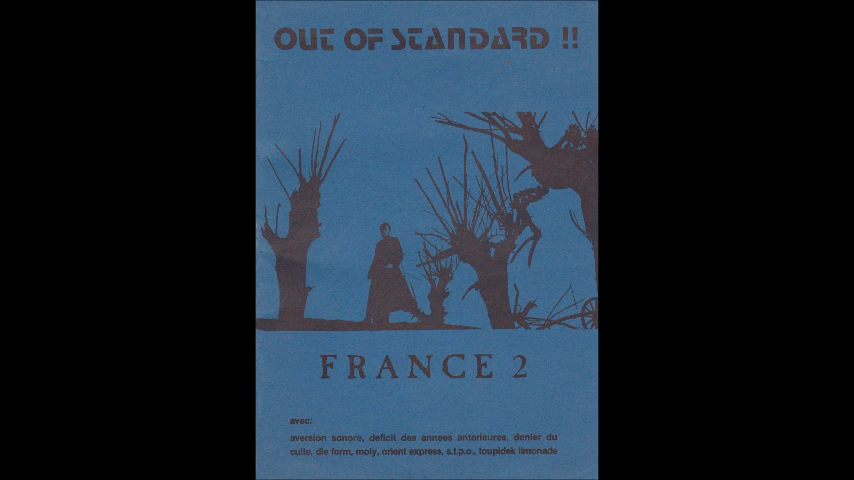 OUT OF STANDARD !!
FRANCE 2
avec:
aversion sonore, deficit des annees anterieures, denier du
culte, die form, moly, orient express, s.t.p.o., toupidek limonade